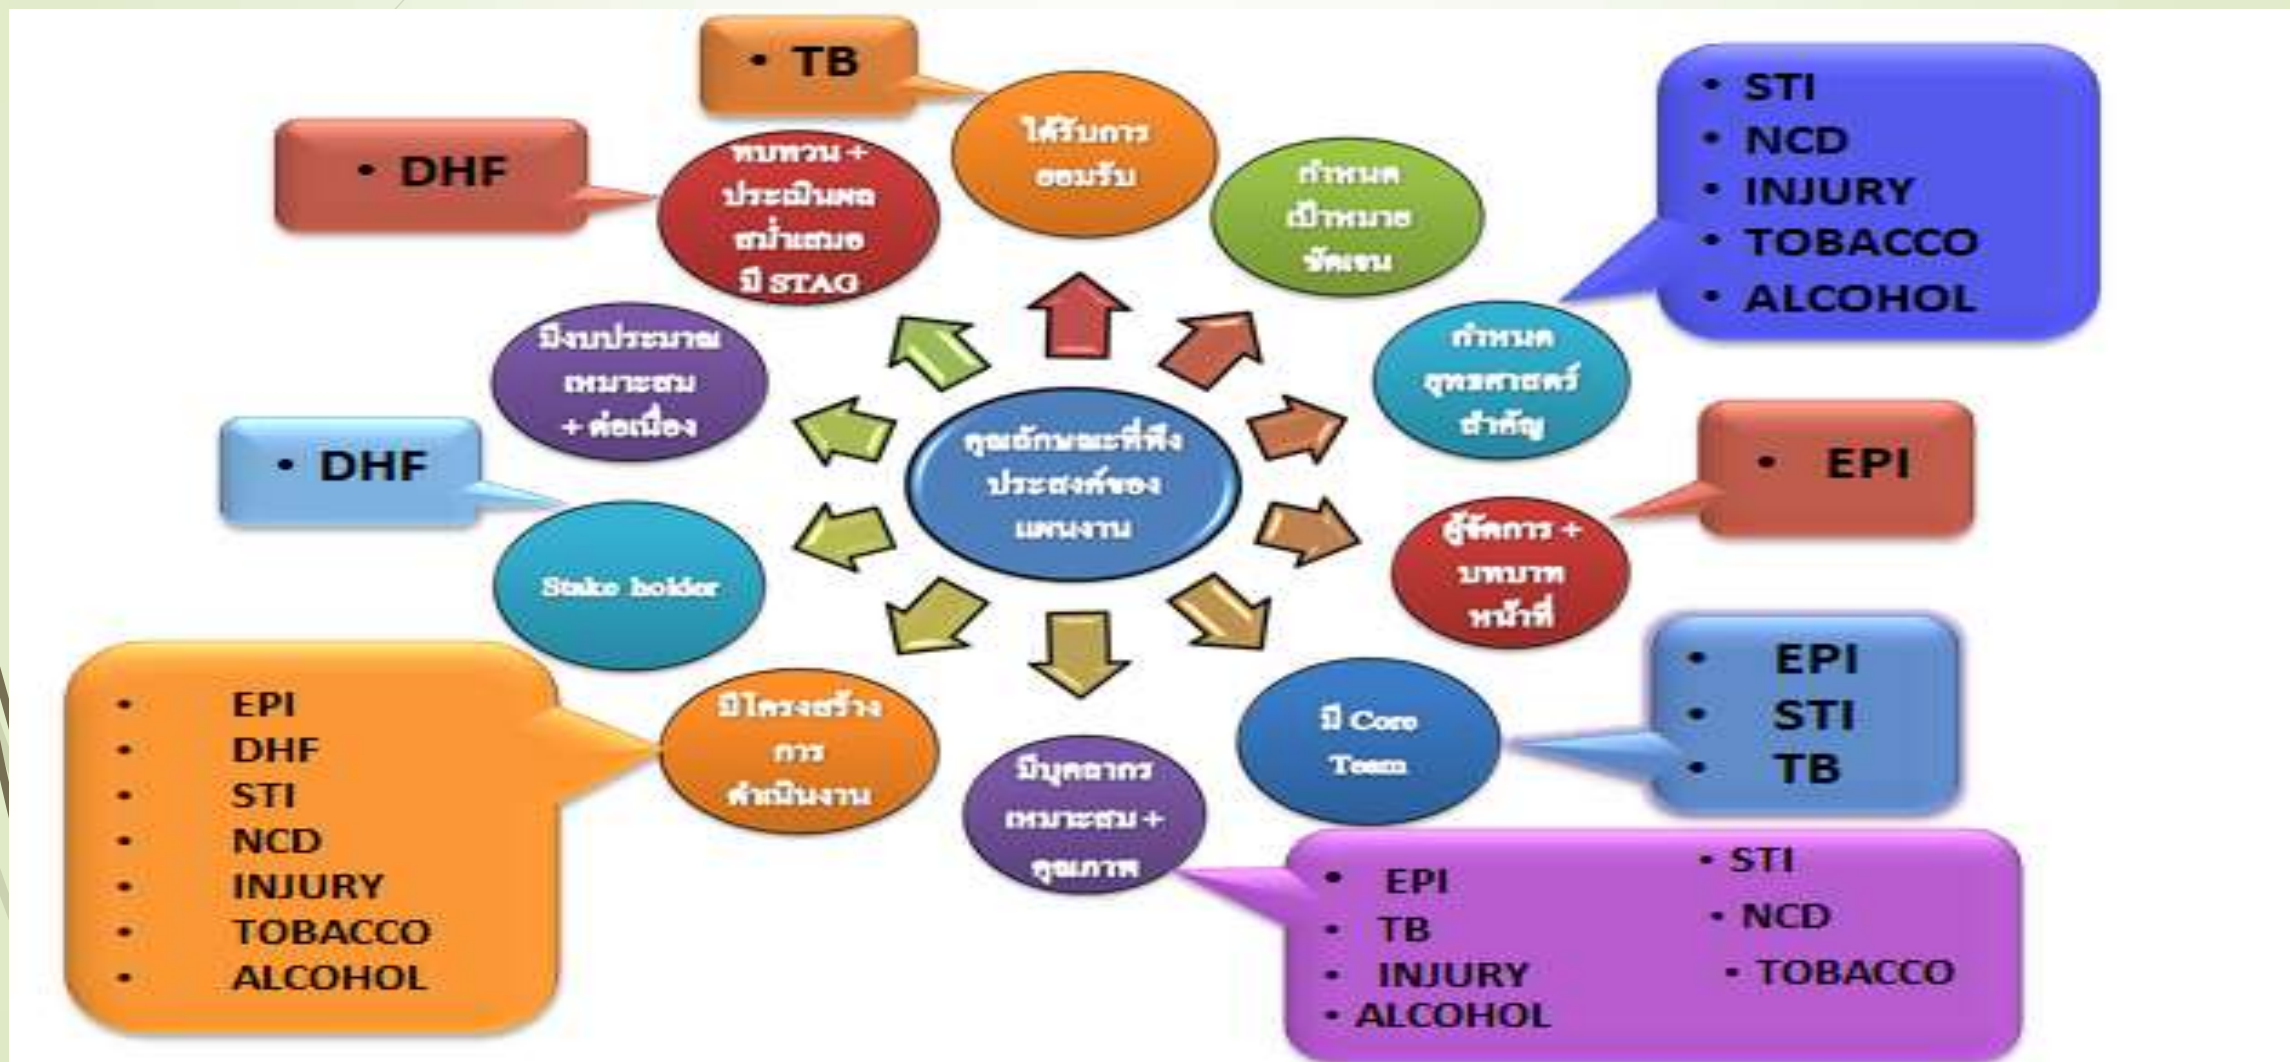 • TB
ได้รับการ
ยอมรับ
กำหนด
เป้าหมาย
ชัดเจน
• STI
• NCD
• INJURY
• TOBACCO
• ALCOHOL
กำหนด
ยุทธศาสตร์
สำคัญ
• EPI
ผู้จัดการ +
บทบาท
หน้าที่
• EPI
• STI
• TB
มี Core
Team
มีบุคลากร
เหมาะสม +
คุณภาพ
• EPI
• TB
• INJURY
• ALCOHOL
• STI
• NCD
• TOBACCO
มีโครงสร้าง
การ
ดำเนินงาน
• EPI
• DHF
• STI
• NCD
• INJURY
• TOBACCO
• ALCOHOL
Stake holder
• DHF
มีงบประมาณ
เหมาะสม
+ ต่อเนื่อง
ทบทวน +
ประเมินผล
สม่ำเสมอ
มี STAG
• DHF
คุณลักษณะที่พึง
ประสงค์ของ
แผนงาน